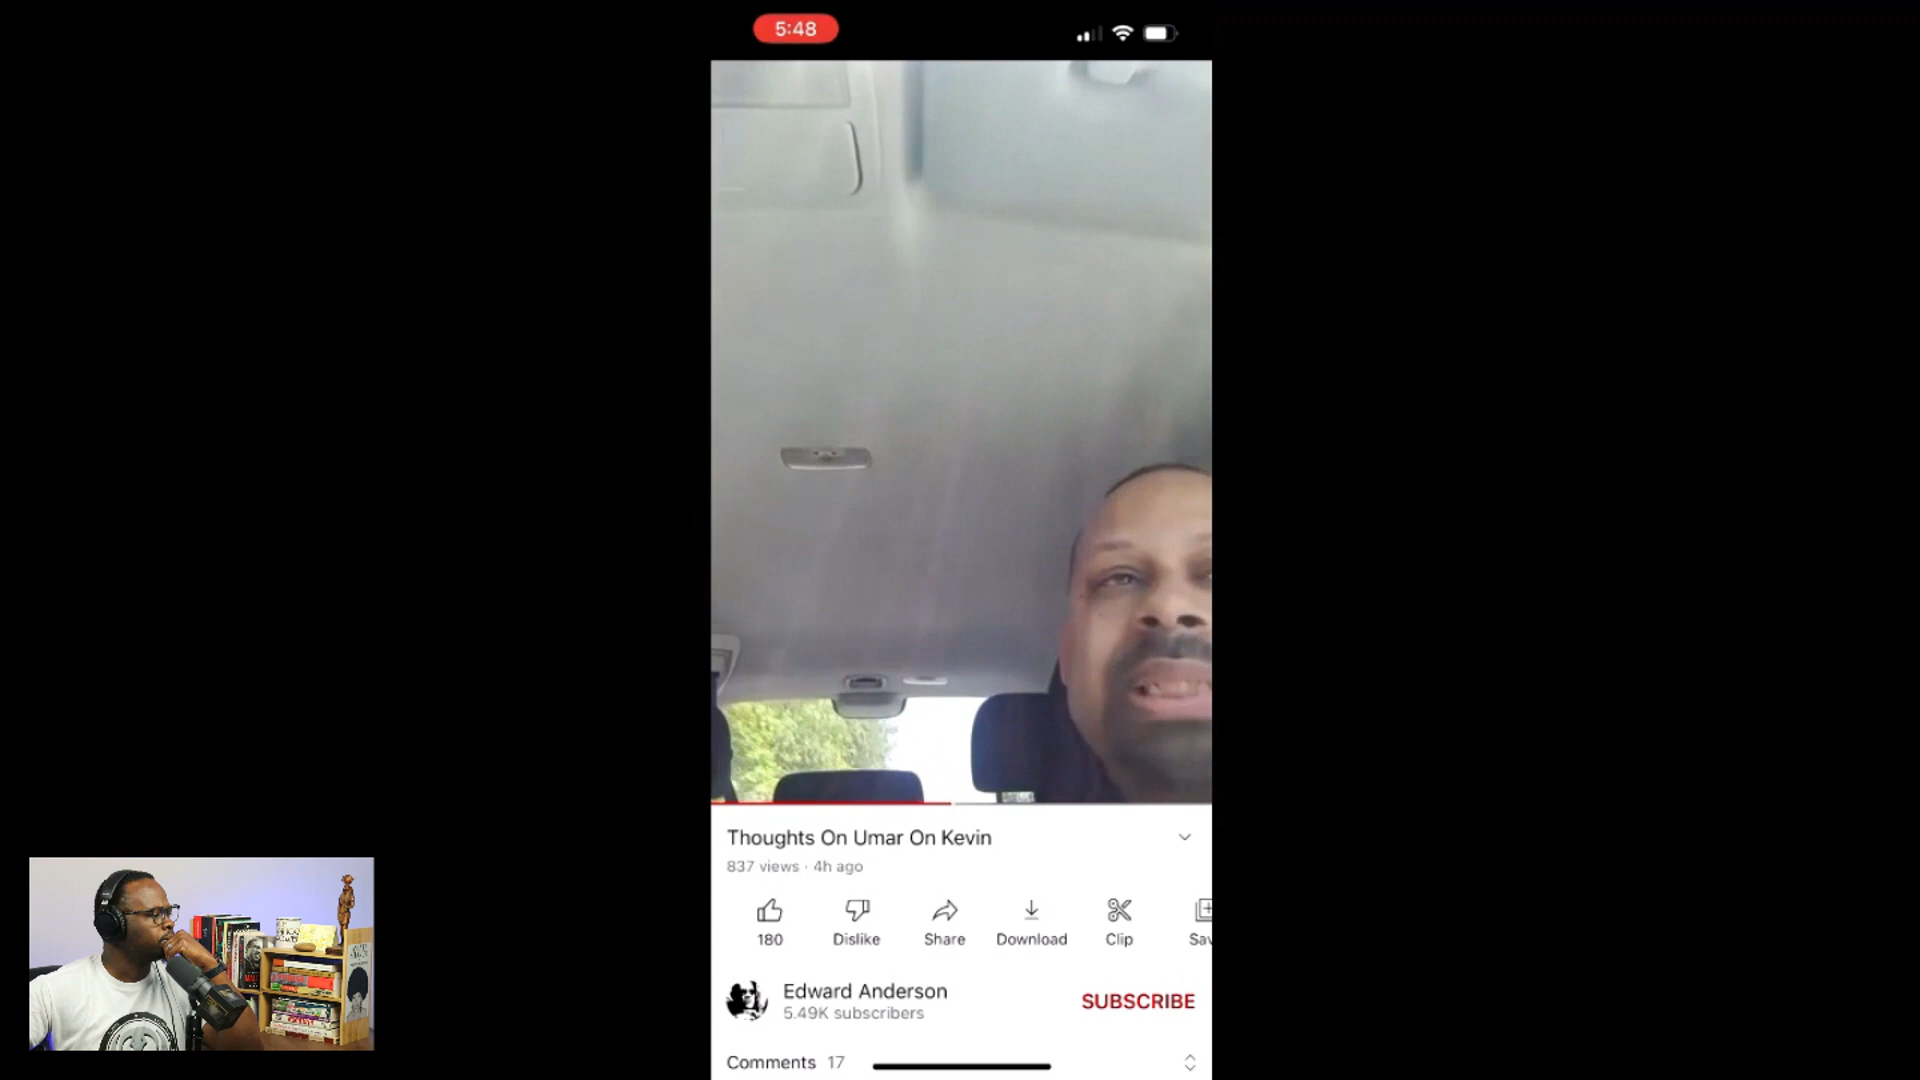 5:48
Thoughts On Umar On Kevin
837 views · 4h ago
180
Dislike
Share
Download
Clip
Sav
Edward Anderson
5.49K subscribers
SUBSCRIBE
Comments 17